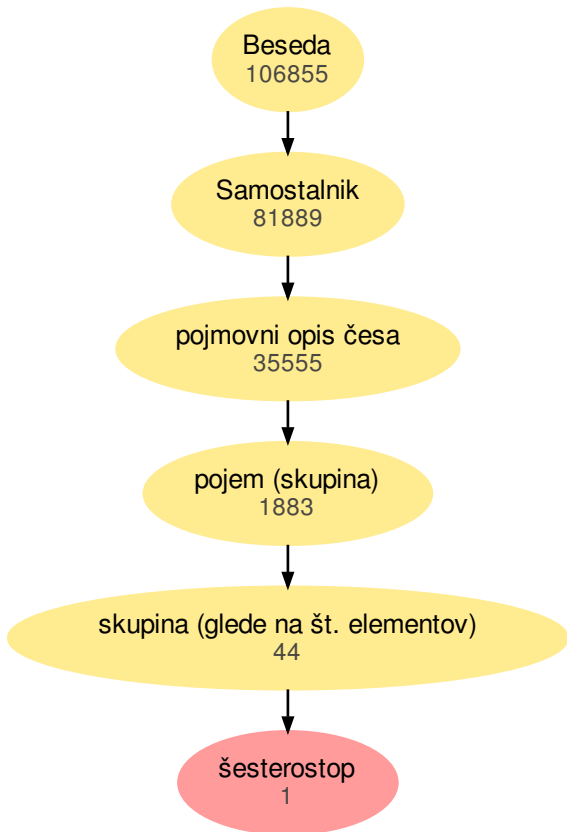 Beseda
106855
Samostalnik
81889
pojmovni opis česa
35555
pojem (skupina)
1883
skupina (glede na št. elementov)
44
šesterostop
1